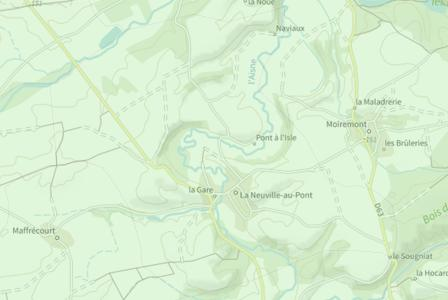 la Noue
Naviaux
l'Aisne
la Maladrerie
Moiremont
Pont à l'Isle
les Brûleries
la Gare
La Neuville-au-Pont
D63
Bois d
Maffrécourt
le Sougniat
la Hocar